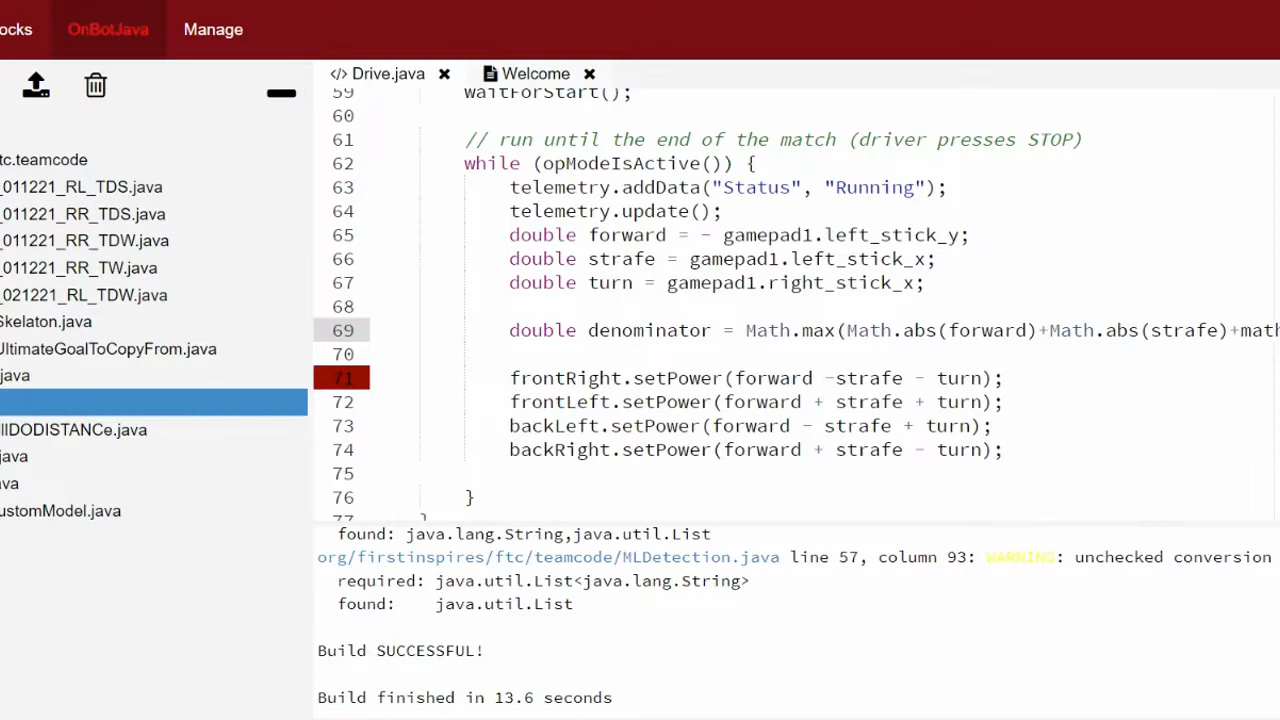 ocks OnBotJava Manage
Drive.java Welcome
tc.teamcode
_011221_RL_TDS.java
_011221_RR_TDS.java
_011221_RR_TDW.java
_011221_RR_TW.java
_021221_RL_TDW.java
Skelaton.java
UltimateGoalToCopyFrom.java
java
llDODISTANCe.java
java
ava
ustomModel.java
59 waitForStart();
60
61 // run until the end of the match (driver presses STOP)
62 while (opModeIsActive()) {
63 telemetry.addData("Status", "Running");
64 telemetry.update();
65 double forward = - gamepad1.left_stick_y;
66 double strafe = gamepad1.left_stick_x;
67 double turn = gamepad1.right_stick_x;
68
69 double denominator = Math.max(Math.abs(forward)+Math.abs(strafe)+math
70
71 frontRight.setPower(forward -strafe - turn);
72 frontLeft.setPower(forward + strafe + turn);
73 backLeft.setPower(forward - strafe + turn);
74 backRight.setPower(forward + strafe - turn);
75
76 }
77 }
found: java.lang.String,java.util.List
org/firstinspires/ftc/teamcode/MLDetection.java line 57, column 93: WARNING: unchecked conversion
required: java.util.List<java.lang.String>
found: java.util.List
Build SUCCESSFUL!
Build finished in 13.6 seconds